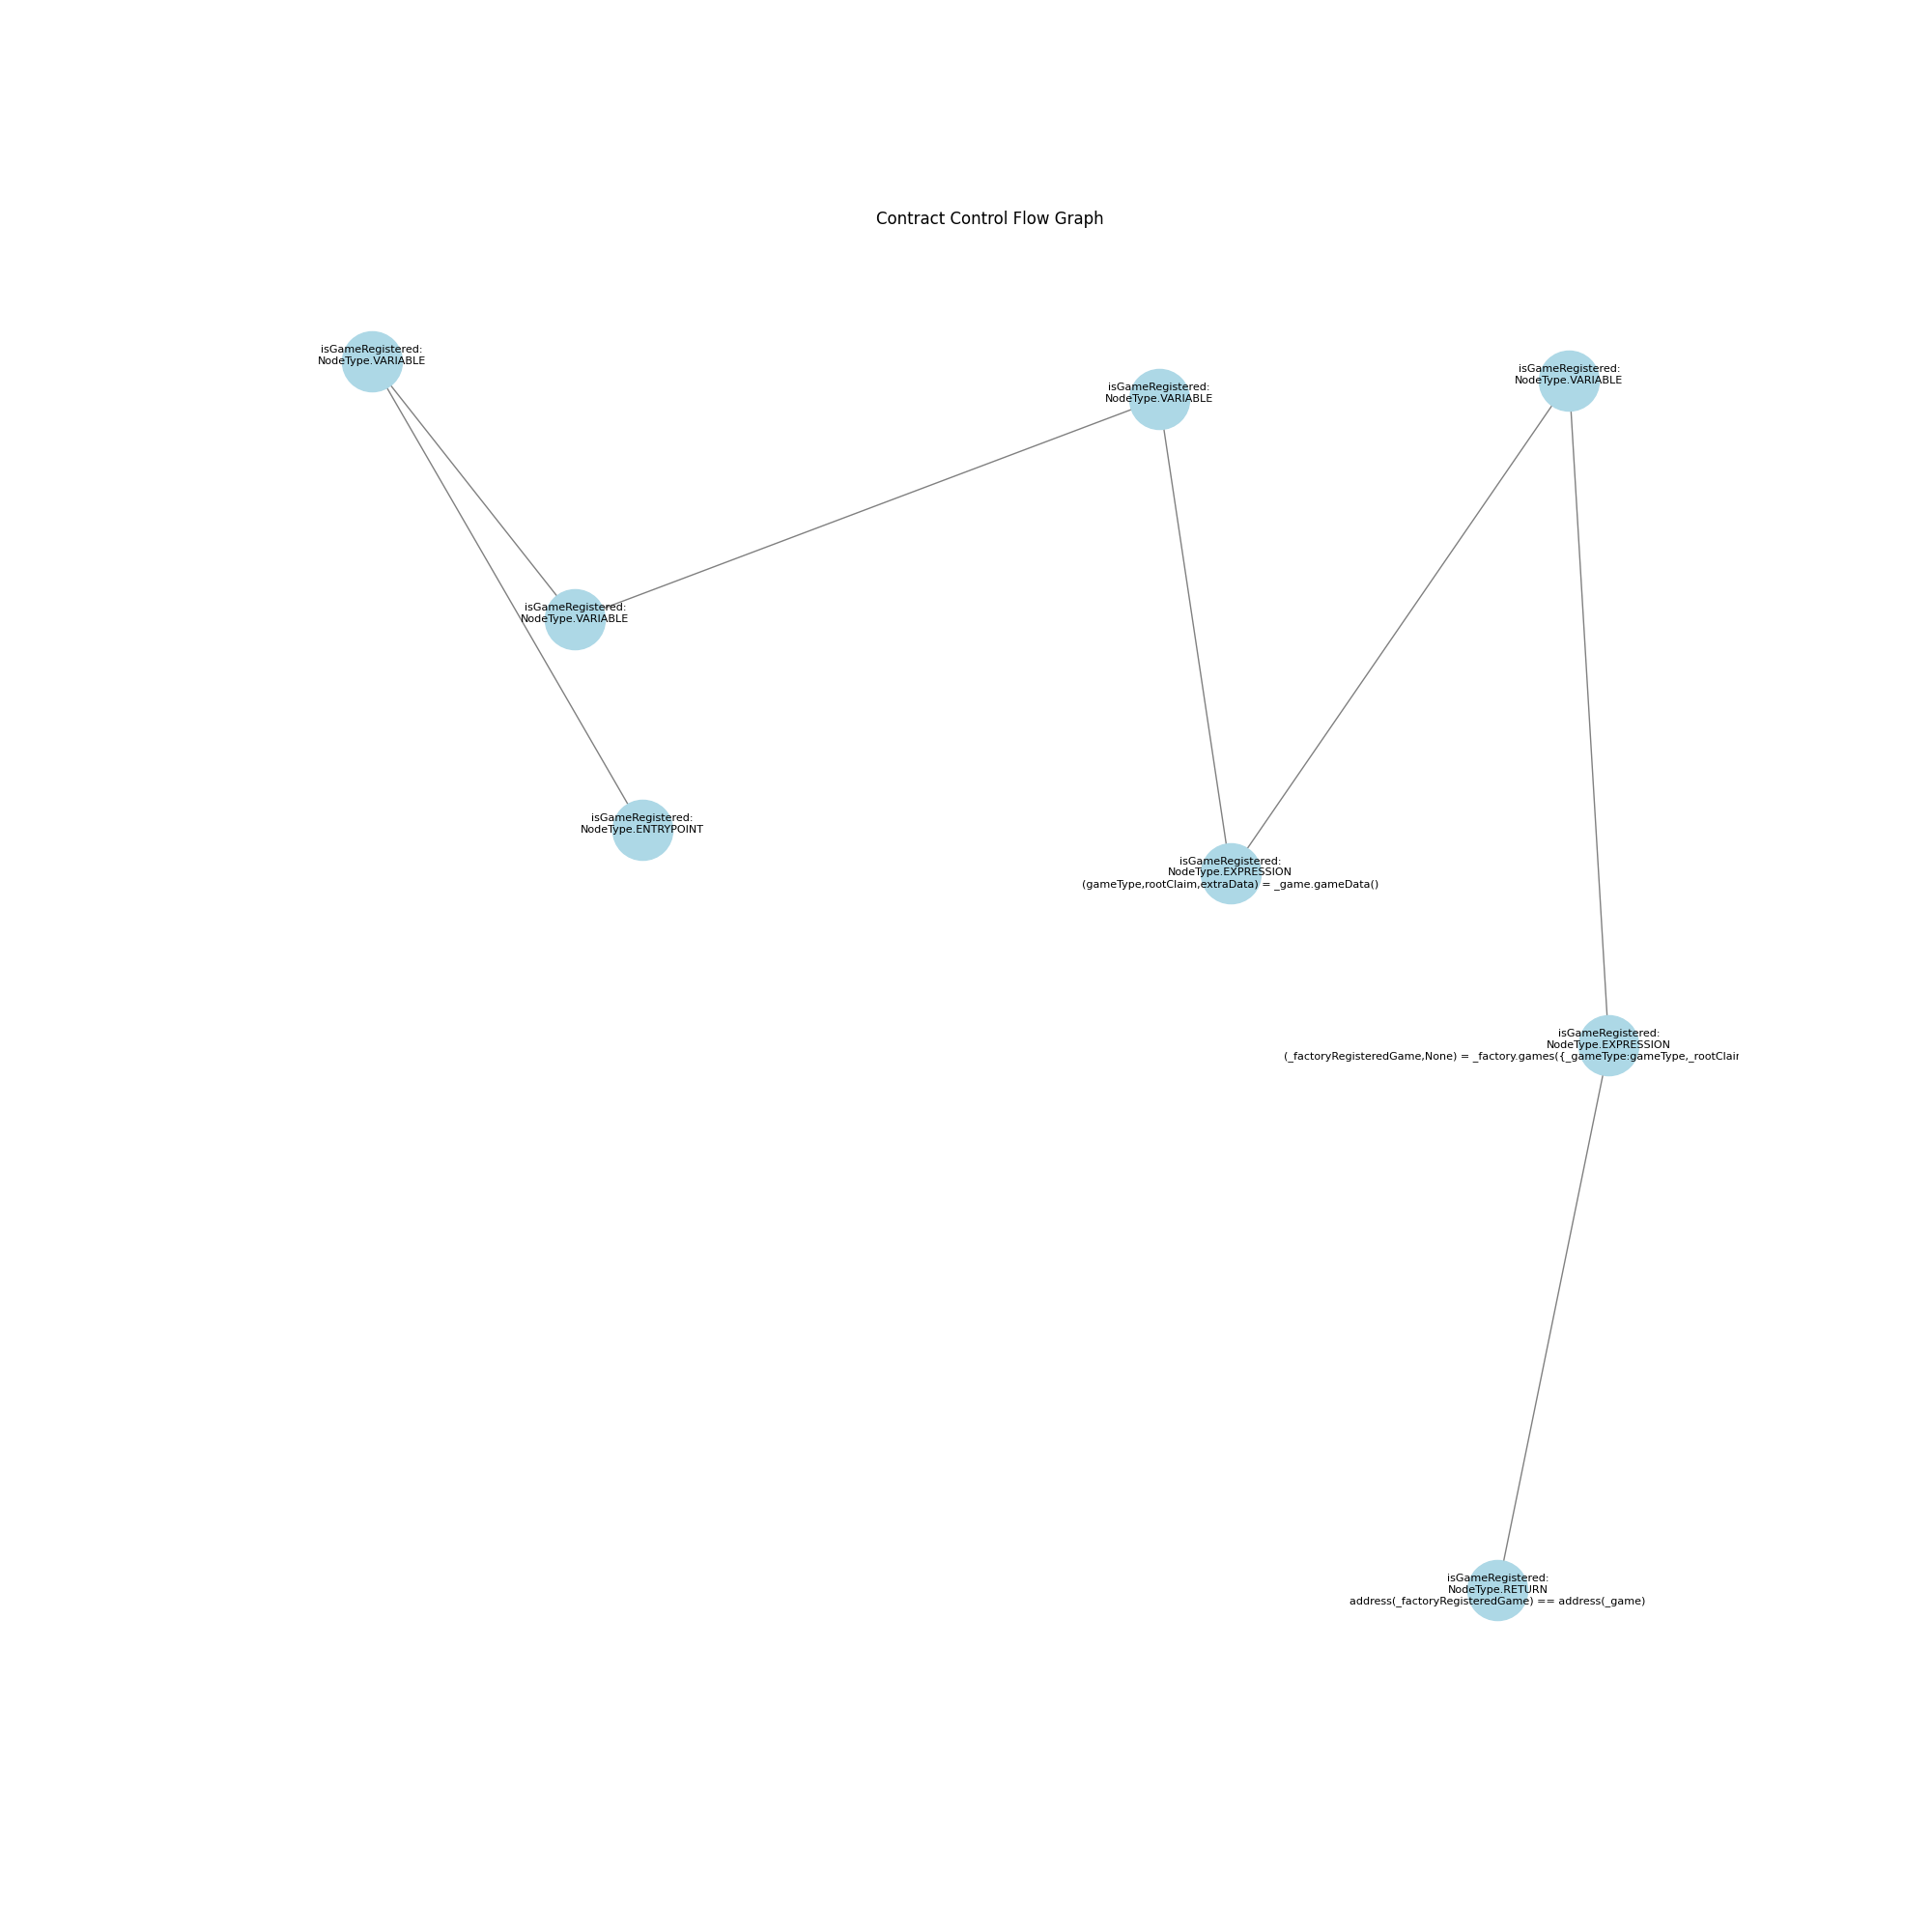 Contract Control Flow Graph
isGameRegistered:
NodeType.VARIABLE
isGameRegistered:
NodeType.VARIABLE
isGameRegistered:
NodeType.VARIABLE
isGameRegistered:
NodeType.VARIABLE
isGameRegistered:
NodeType.ENTRYPOINT
isGameRegistered:
NodeType.EXPRESSION
(gameType,rootClaim,extraData) = _game.gameData()
isGameRegistered:
NodeType.EXPRESSION
(_factoryRegisteredGame,None) = _factory.games({_gameType:gameType,_rootClai
isGameRegistered:
NodeType.RETURN
address(_factoryRegisteredGame) == address(_game)